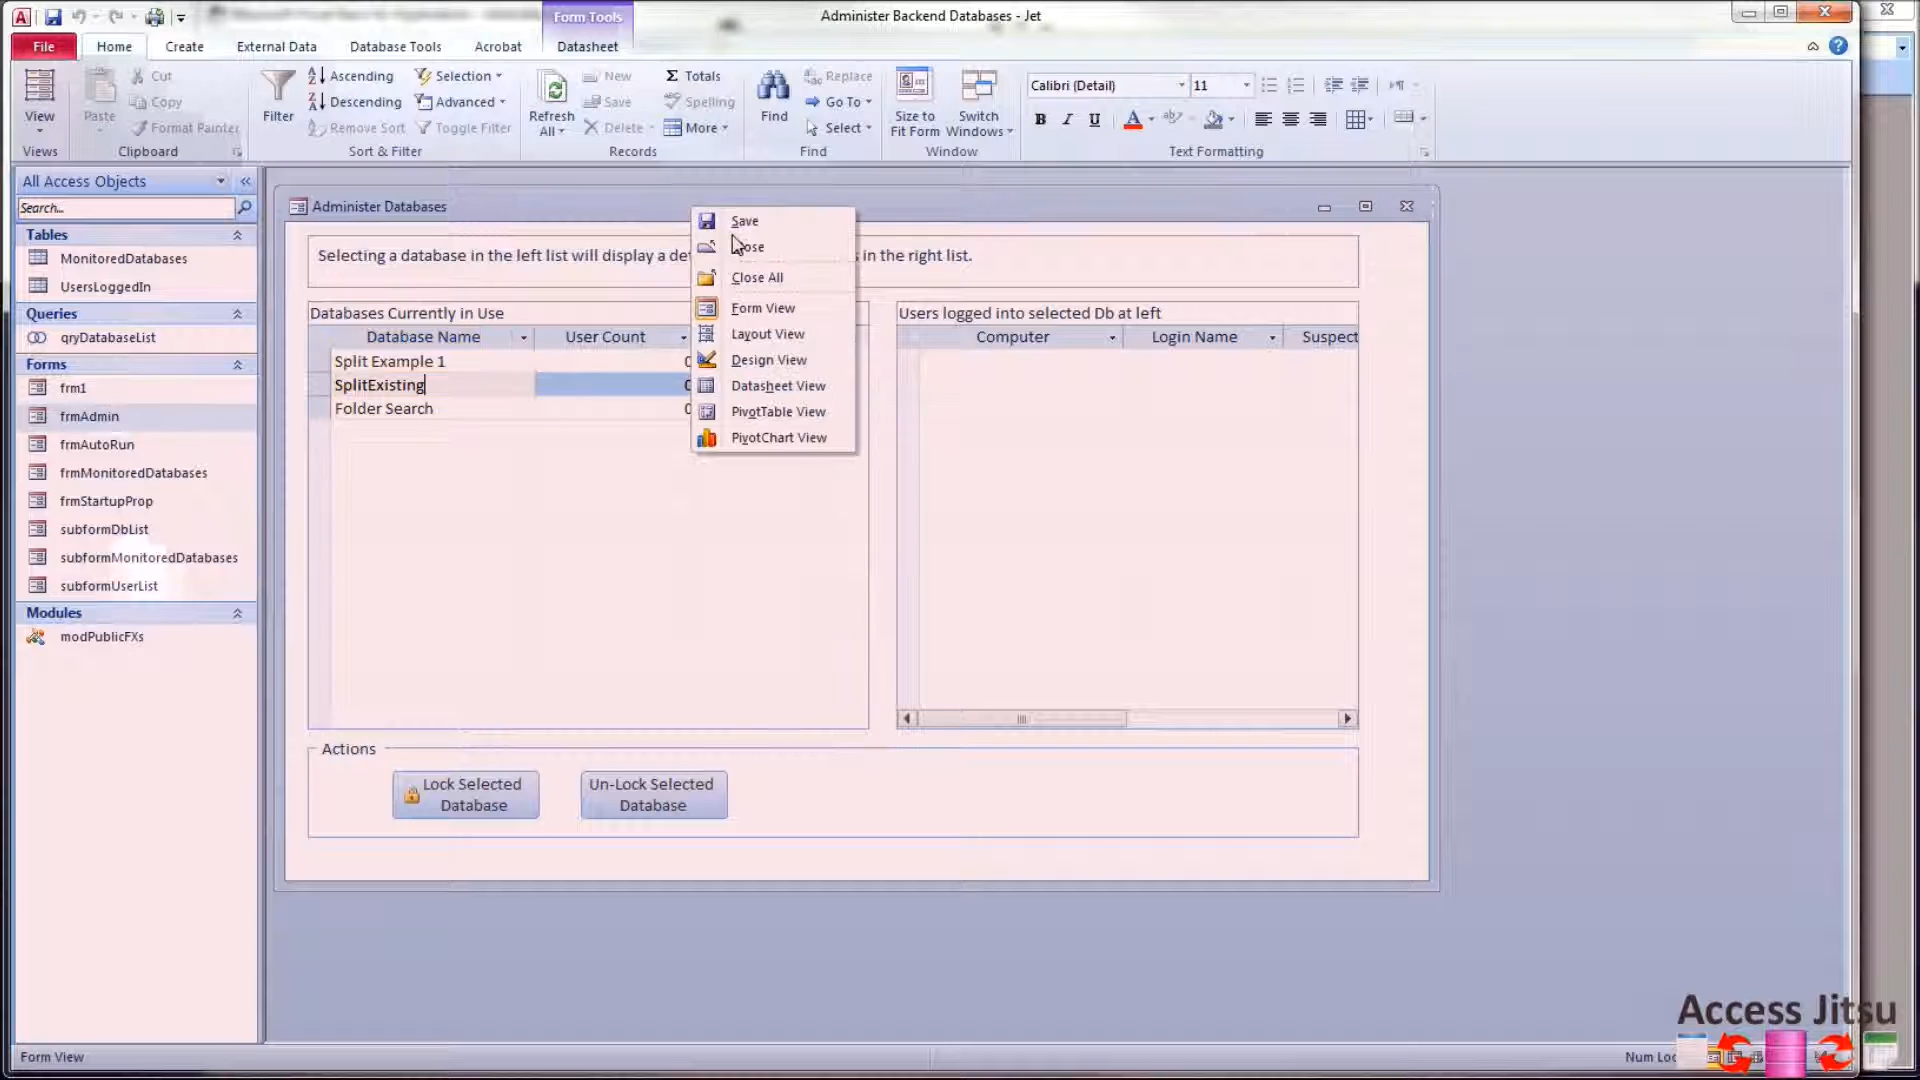 Form Tools
Administer Backend Databases - Jet
File Home Create External Data Database Tools Acrobat Datasheet
View
Views
Paste
Cut
Copy
Format Painter
Clipboard
Filter
Ascending
Descending
Remove Sort
Selection
Advanced
Toggle Filter
Sort & Filter
Refresh All
New
Save
Delete
Totals
Spelling
More
Records
Find
Replace
Go To
Select
Find
Size to Fit Form
Switch Windows
Window
Calibri (Detail) 11
B I U A
Text Formatting
All Access Objects
Search...
Tables
MonitoredDatabases
UsersLoggedIn
Queries
qryDatabaseList
Forms
frm1
frmAdmin
frmAutoRun
frmMonitoredDatabases
frmStartupProp
subformDbList
subformMonitoredDatabases
subformUserList
Modules
modPublicFXs
Administer Databases
Selecting a database in the left list will display a de
in the right list.
Databases Currently in Use
Database Name User Count
Split Example 1 0
SplitExisting 0
Folder Search 0
Save
Close All
Form View
Layout View
Design View
Datasheet View
PivotTable View
PivotChart View
Users logged into selected Db at left
Computer Login Name Suspect
Actions
Lock Selected Database
Un-Lock Selected Database
Access Jitsu
Form View
Num Loc